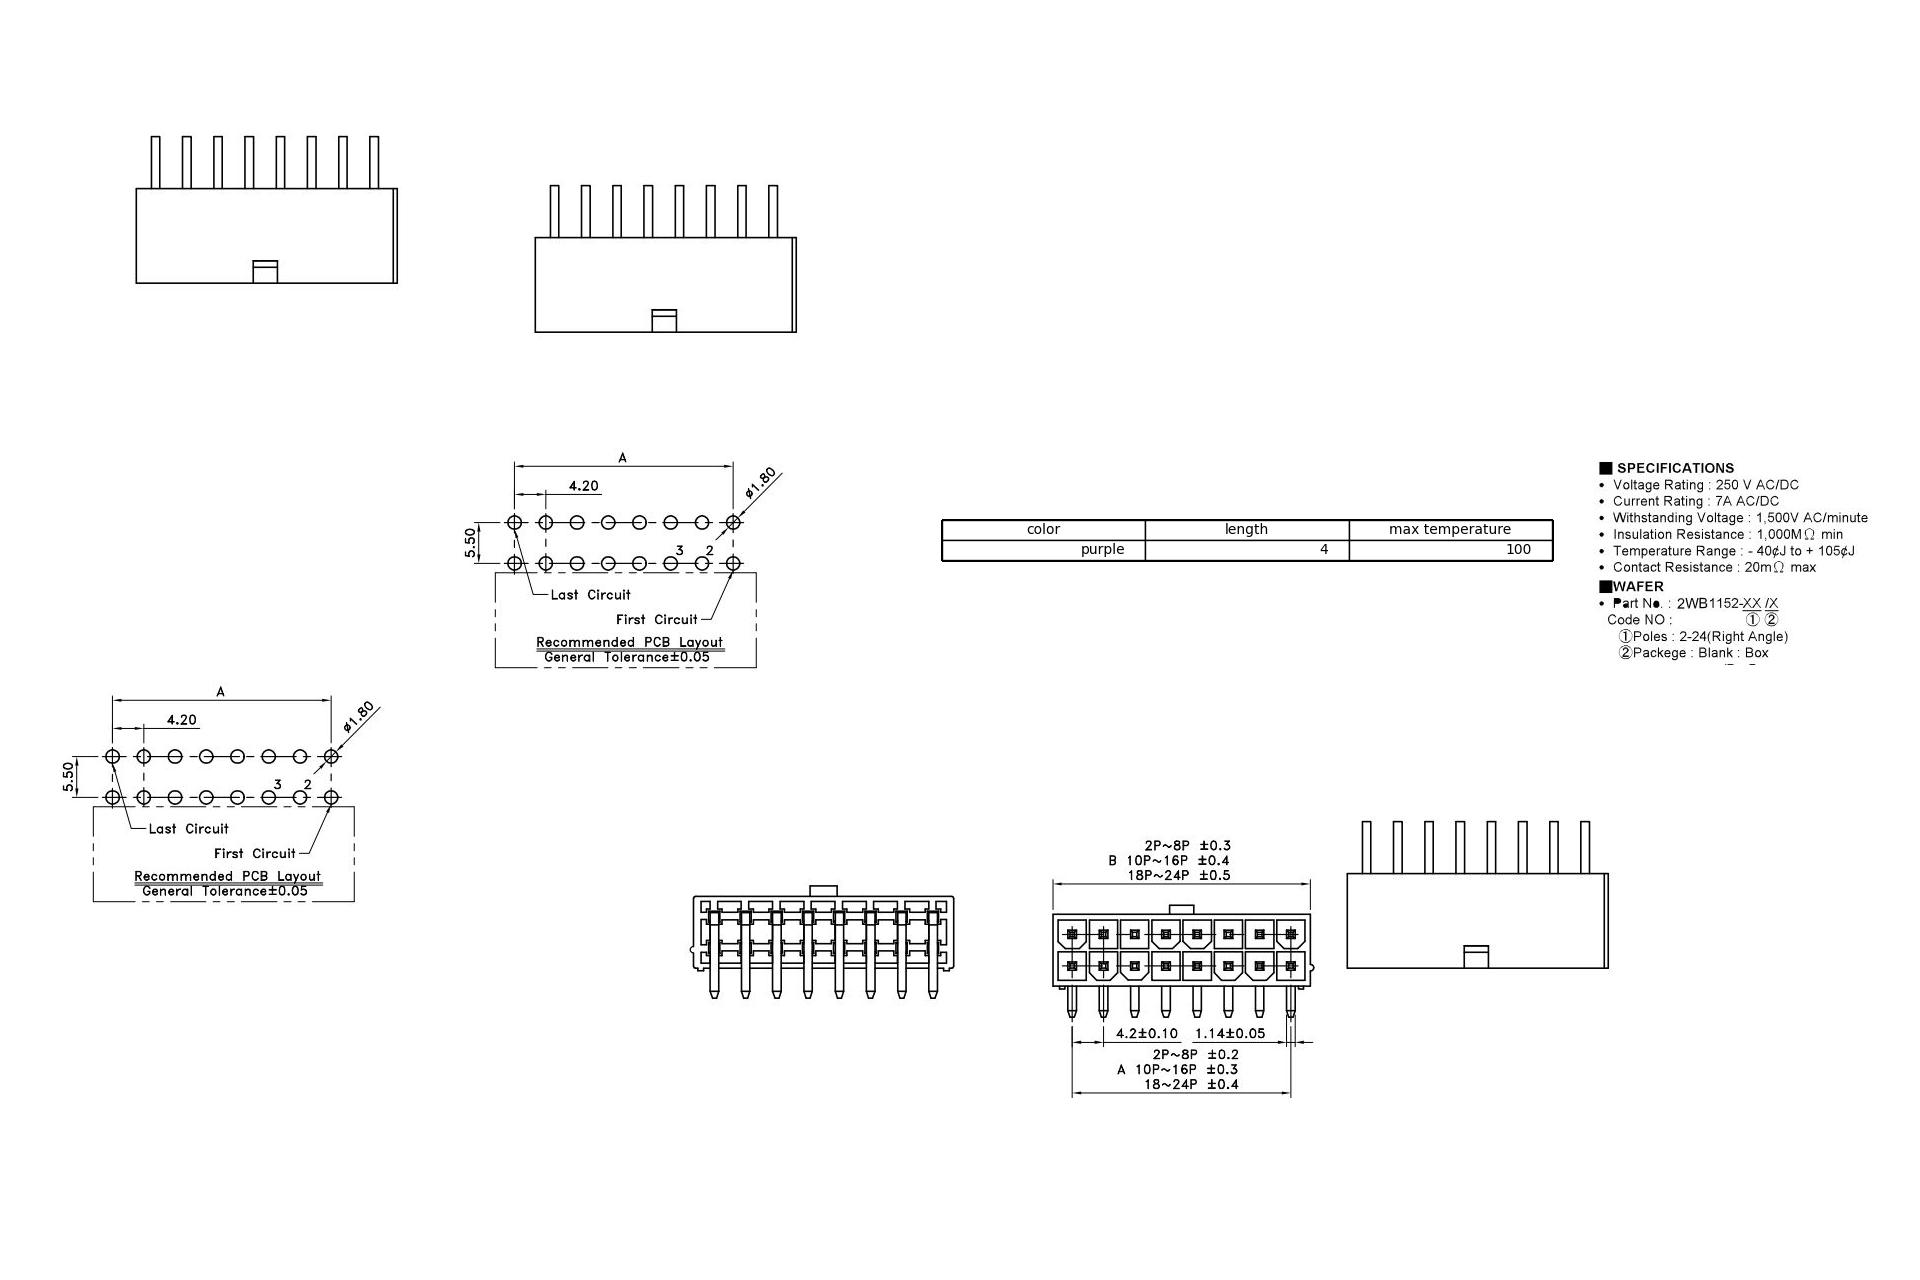 A
4.20
ø1.80
5.50
3 2
Last Circuit
First Circuit
Recommended PCB Layout
General Tolerance±0.05
color length max temperature
purple 4 100
■ SPECIFICATIONS
• Voltage Rating : 250 V AC/DC
• Current Rating : 7A AC/DC
• Withstanding Voltage : 1,500V AC/minute
• Insulation Resistance : 1,000MΩ min
• Temperature Range : - 40¢J to + 105¢J
• Contact Resistance : 20mΩ max
■WAFER
• Part No. : 2WB1152-XX /X
Code NO : ① ②
①Poles : 2-24(Right Angle)
②Packege : Blank : Box
A
4.20
ø1.80
5.50
3 2
Last Circuit
First Circuit
Recommended PCB Layout
General Tolerance±0.05
2P~8P ±0.3
B 10P~16P ±0.4
18P~24P ±0.5
4.2±0.10 1.14±0.05
2P~8P ±0.2
A 10P~16P ±0.3
18~24P ±0.4